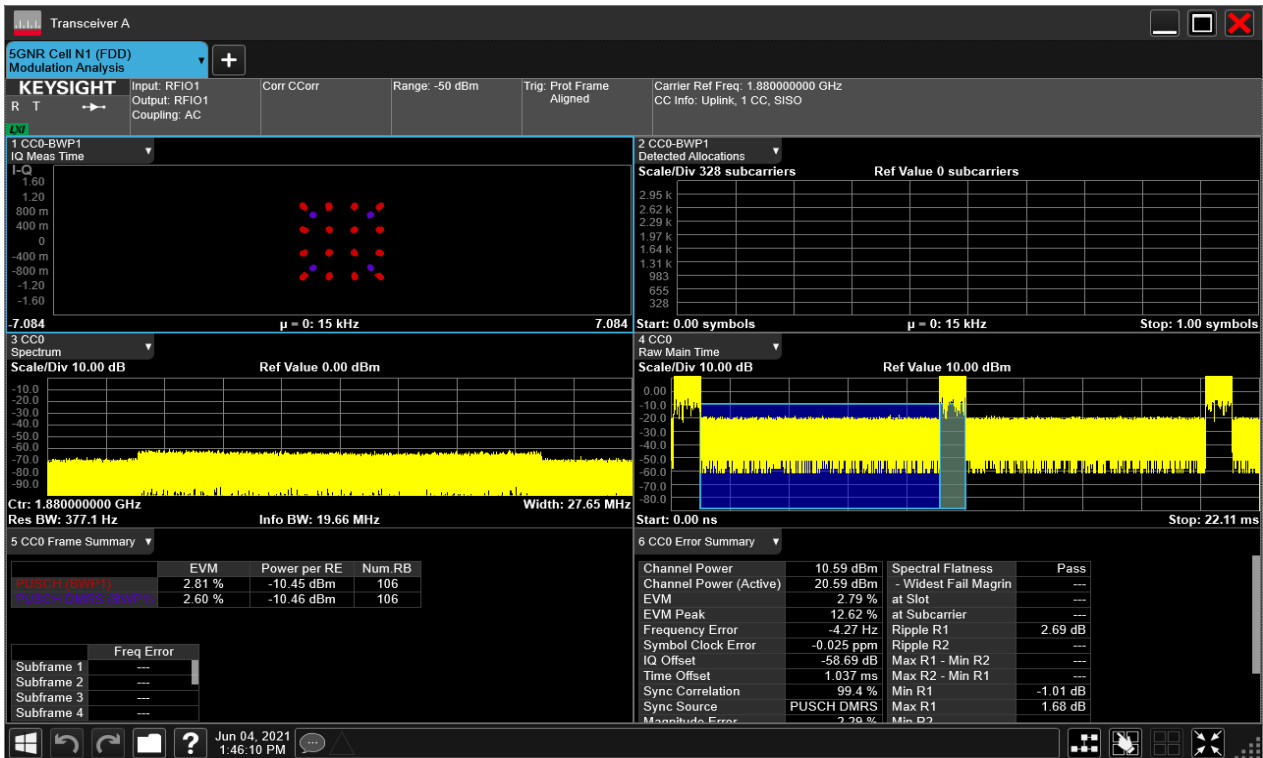 Transceiver A
5GNR Cell N1 (FDD)
Modulation Analysis
KEYSIGHT
R T
LXI
Input: RFIO1
Output: RFIO1
Coupling: AC
Corr CCorr
Range: -50 dBm
Trig: Prot Frame
Aligned
Carrier Ref Freq: 1.880000000 GHz
CC Info: Uplink, 1 CC, SISO
1 CC0-BWP1
IQ Meas Time
I-Q
1.60
1.20
800 m
400 m
0
-400 m
-800 m
-1.20
-1.60
-7.084 μ = 0: 15 kHz 7.084
2 CC0-BWP1
Detected Allocations
Scale/Div 328 subcarriers Ref Value 0 subcarriers
2.95 k
2.62 k
2.29 k
1.97 k
1.64 k
1.31 k
983
655
328
Start: 0.00 symbols μ = 0: 15 kHz Stop: 1.00 symbols
3 CC0
Spectrum
Scale/Div 10.00 dB Ref Value 0.00 dBm
-10.0
-20.0
-30.0
-40.0
-50.0
-60.0
-70.0
-80.0
-90.0
Ctr: 1.880000000 GHz Width: 27.65 MHz
Res BW: 377.1 Hz Info BW: 19.66 MHz
4 CC0
Raw Main Time
Scale/Div 10.00 dB Ref Value 10.00 dBm
0.00
-10.0
-20.0
-30.0
-40.0
-50.0
-60.0
-70.0
-80.0
Start: 0.00 ns Stop: 22.11 ms
5 CC0 Frame Summary
EVM Power per RE Num.RB
PUSCH (BWP1) 2.81 % -10.45 dBm 106
PUSCH DMRS (BWP1) 2.60 % -10.46 dBm 106
Freq Error
Subframe 1 ---
Subframe 2 ---
Subframe 3 ---
Subframe 4 ---
6 CC0 Error Summary
Channel Power 10.59 dBm Spectral Flatness Pass
Channel Power (Active) 20.59 dBm - Widest Fail Magrin ---
EVM 2.79 % at Slot ---
EVM Peak 12.62 % at Subcarrier ---
Frequency Error -4.27 Hz Ripple R1 2.69 dB
Symbol Clock Error -0.025 ppm Ripple R2 ---
IQ Offset -58.69 dB Max R1 - Min R2 ---
Time Offset 1.037 ms Max R2 - Min R1 ---
Sync Correlation 99.4 % Min R1 -1.01 dB
Sync Source PUSCH DMRS Max R1 1.68 dB
Magnitude Error 2.29 % Min R2
Jun 04, 2021
1:46:10 PM